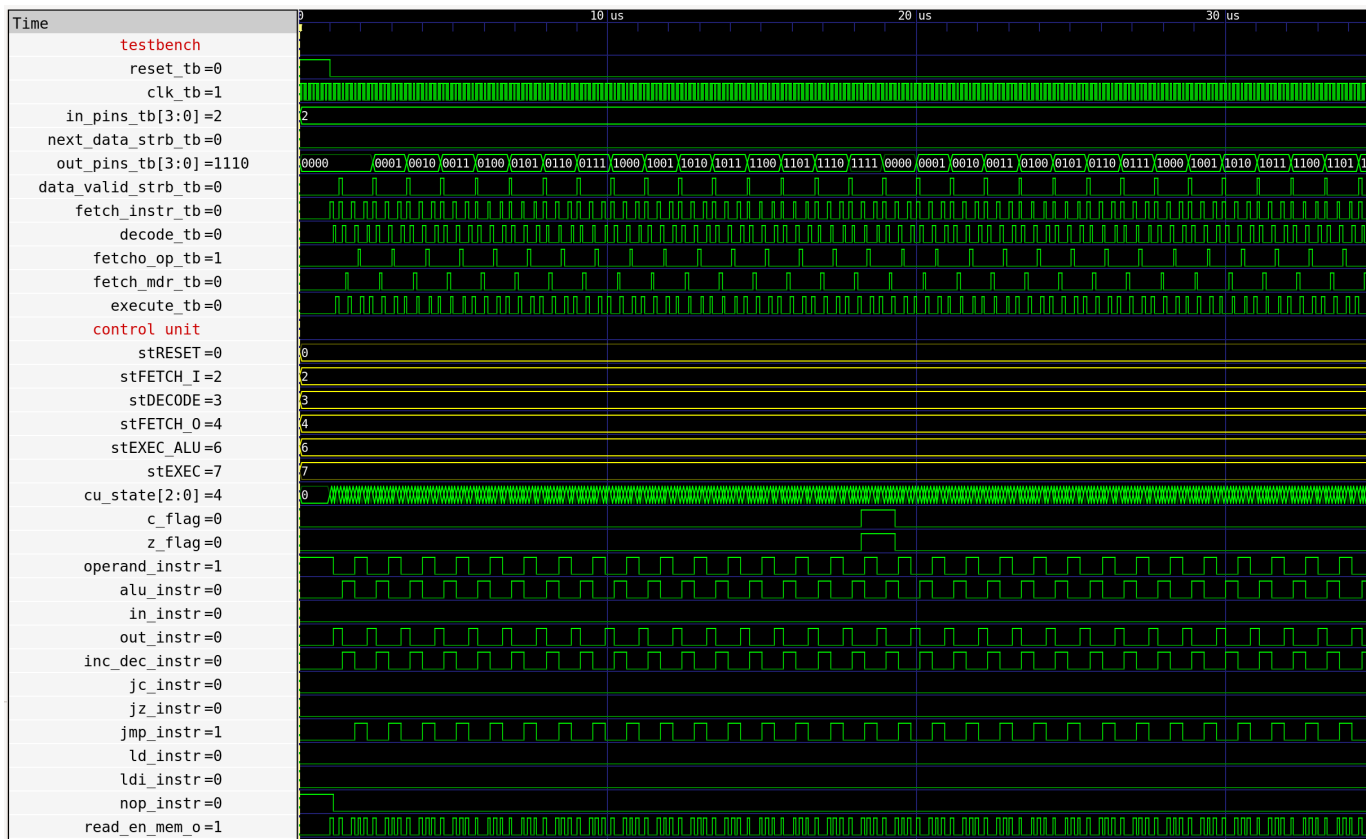 0 10 us 20 us 30 us
Time
testbench
reset_tb =0
clk_tb =1
in_pins_tb[3:0] =2 2
next_data_strb_tb =0
out_pins_tb[3:0] =1110 0000 0001 0010 0011 0100 0101 0110 0111 1000 1001 1010 1011 1100 1101 1110 1111 0000 0001 0010 0011 0100 0101 0110 0111 1000 1001 1010 1011 1100 1101 1
data_valid_strb_tb =0
fetch_instr_tb =0
decode_tb =0
fetcho_op_tb =1
fetch_mdr_tb =0
execute_tb =0
control unit
stRESET =0 0
stFETCH_I =2 2
stDECODE =3 3
stFETCH_O =4 4
stEXEC_ALU =6 6
stEXEC =7 7
cu_state[2:0] =4 0
c_flag =0
z_flag =0
operand_instr =1
alu_instr =0
in_instr =0
out_instr =0
inc_dec_instr =0
jc_instr =0
jz_instr =0
jmp_instr =1
ld_instr =0
ldi_instr =0
nop_instr =0
read_en_mem_o =1